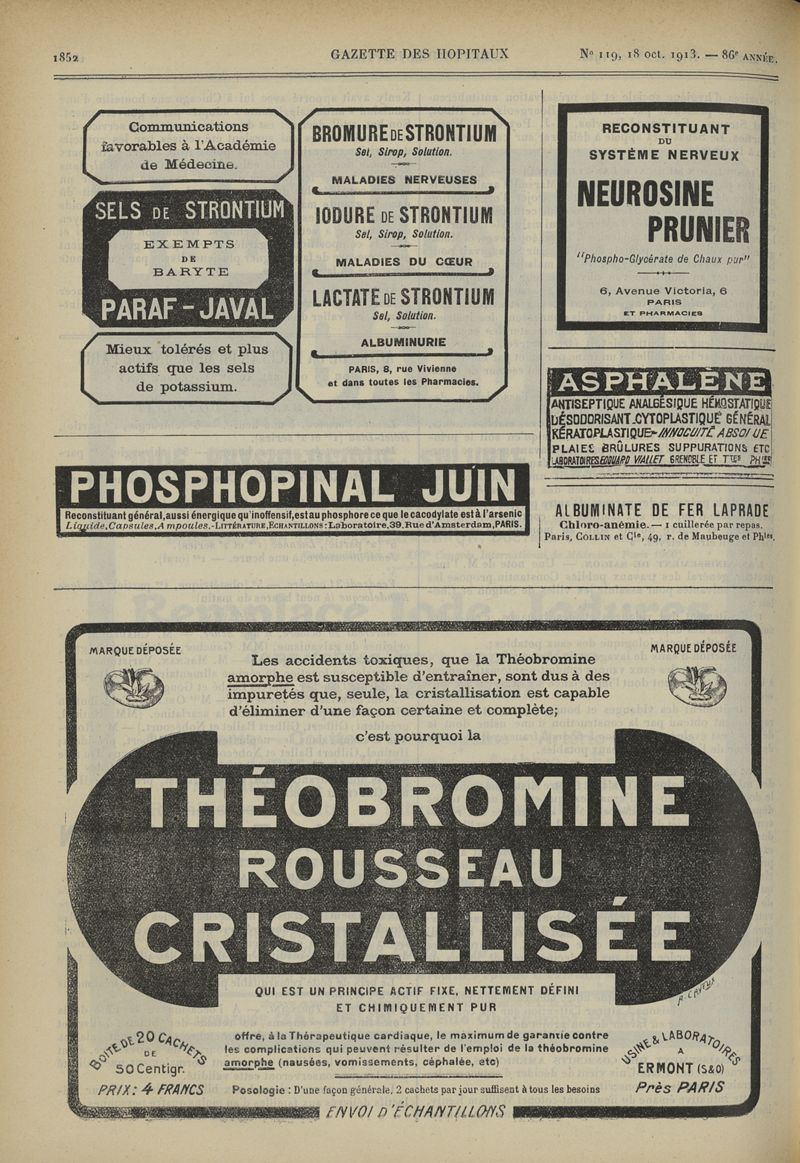 1852
GAZETTE DES HOPITAUX
No 119, 18 oct. 1913. — 86e ANNÉE.
Communications
favorables à l'Académie
de Médecine.
SELS DE STRONTIUM
EXEMPTS
DE
BARYTE
PARAF-JAVAL
Mieux tolérés et plus
actifs que les sels
de potassium.
BROMURE DE STRONTIUM
Sel, Sirop, Solution.
MALADIES NERVEUSES
IODURE DE STRONTIUM
Sel, Sirop, Solution.
MALADIES DU CŒUR
LACTATE DE STRONTIUM
Sel, Solution.
ALBUMINURIE
PARIS, 8, rue Vivienne
et dans toutes les Pharmacies.
RECONSTITUANT
DU
SYSTÈME NERVEUX
NEUROSINE
PRUNIER
"Phospho-Glycérate de Chaux pur"
6, Avenue Victoria, 6
PARIS
ET PHARMACIES
ASPHALÈNE
ANTISEPTIQUE ANALGÉSIQUE HÉMOSTATIQUE
DÉSODORISANT.CYTOPLASTIQUE GÉNÉRAL
KÉRATOPLASTIQUE-INNOCUITÉ ABSOLUE
PLAIES BRÛLURES SUPPURATIONS ETC
LABORATOIRES EDOUARD VIALLET GRENOBLE ET TTES PHIES
PHOSPHOPINAL JUIN
Reconstituant général, aussi énergique qu'inoffensif, est au phosphore ce que le cacodylate est à l'arsenic
Liquide, Capsules, Ampoules.-LITTÉRATURE, ECHANTILLONS: Laboratoire, 39, Rue d'Amsterdam, PARIS.
ALBUMINATE DE FER LAPRADE
Chloro-anémie. — 1 cuillerée par repas.
Paris, COLLIN et Cie, 49, r. de Maubeuge et Phies.
MARQUE DÉPOSÉE
MARQUE DÉPOSÉE
Les accidents toxiques, que la Théobromine
amorphe est susceptible d'entraîner, sont dus à des
impuretés que, seule, la cristallisation est capable
d'éliminer d'une façon certaine et complète;
c'est pourquoi la
THÉOBROMINE
ROUSSEAU
CRISTALLISÉE
QUI EST UN PRINCIPE ACTIF FIXE, NETTEMENT DÉFINI
ET CHIMIQUEMENT PUR
BOITE DE 20 CACHETS
DE
50 Centigr.
PRIX: 4 FRANCS
offre, à la Thérapeutique cardiaque, le maximum de garantie contre
les complications qui peuvent résulter de l'emploi de la théobromine
amorphe (nausées, vomissements, céphalée, etc)
Posologie : D'une façon générale, 2 cachets par jour suffisent à tous les besoins
USINE & LABORATOIRES
A
ERMONT (S&O)
Près PARIS
ENVOI D'ÉCHANTILLONS